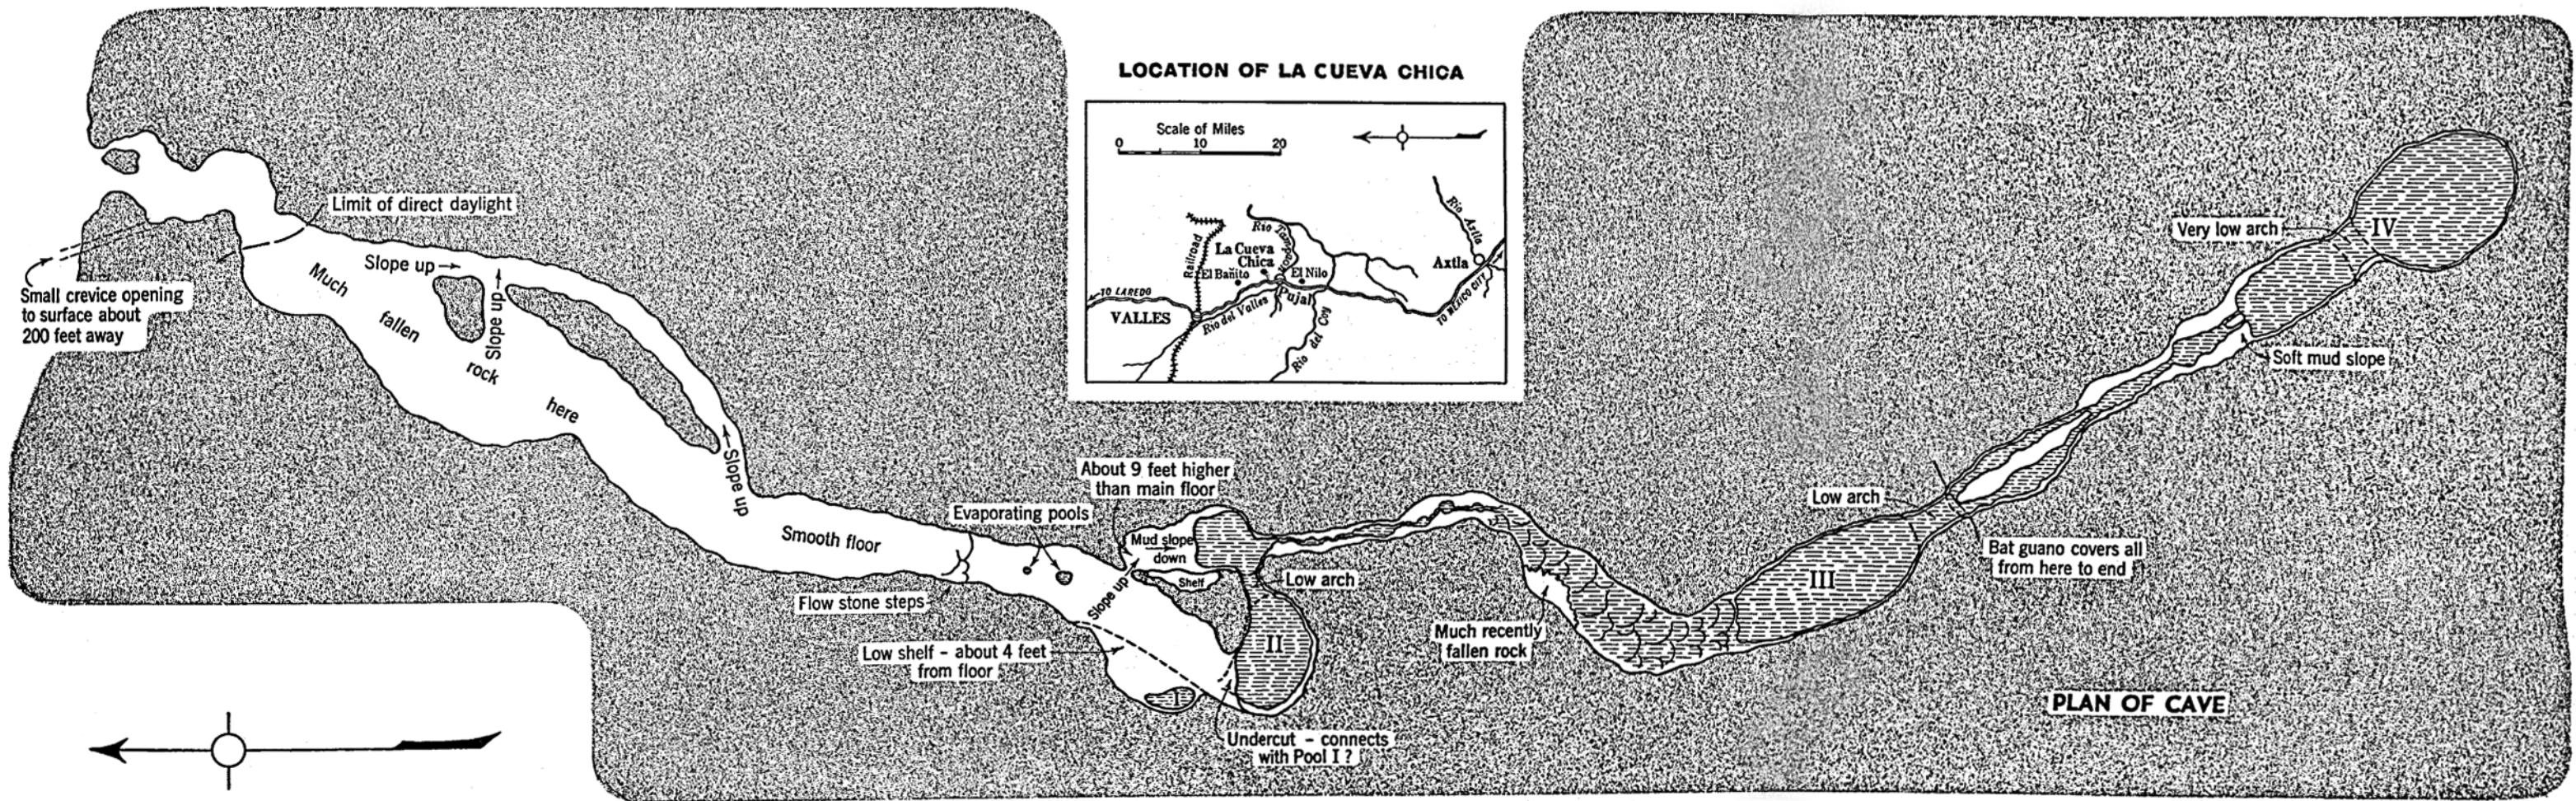 LOCATION OF LA CUEVA CHICA
Scale of Miles
0 10 20
Rio Axtla
Rio Tampaon
Railroad
La Cueva
Chica
El Bañito
El Nilo
Axtla
TO LAREDO
VALLES
Rio del Valles
Pujal
Rio del Coy
TO MEXICO CITY
Limit of direct daylight
Small crevice opening
to surface about
200 feet away
Much
fallen
rock
here
Slope up
Slope up
Slope up
Smooth floor
Evaporating pools
Flow stone steps
About 9 feet higher
than main floor
Mud slope
down
Shelf
Slope up
Low arch
Low shelf - about 4 feet
from floor
I
II
Undercut - connects
with Pool I ?
Much recently
fallen rock
III
Low arch
Bat guano covers all
from here to end
Soft mud slope
Very low arch
IV
PLAN OF CAVE